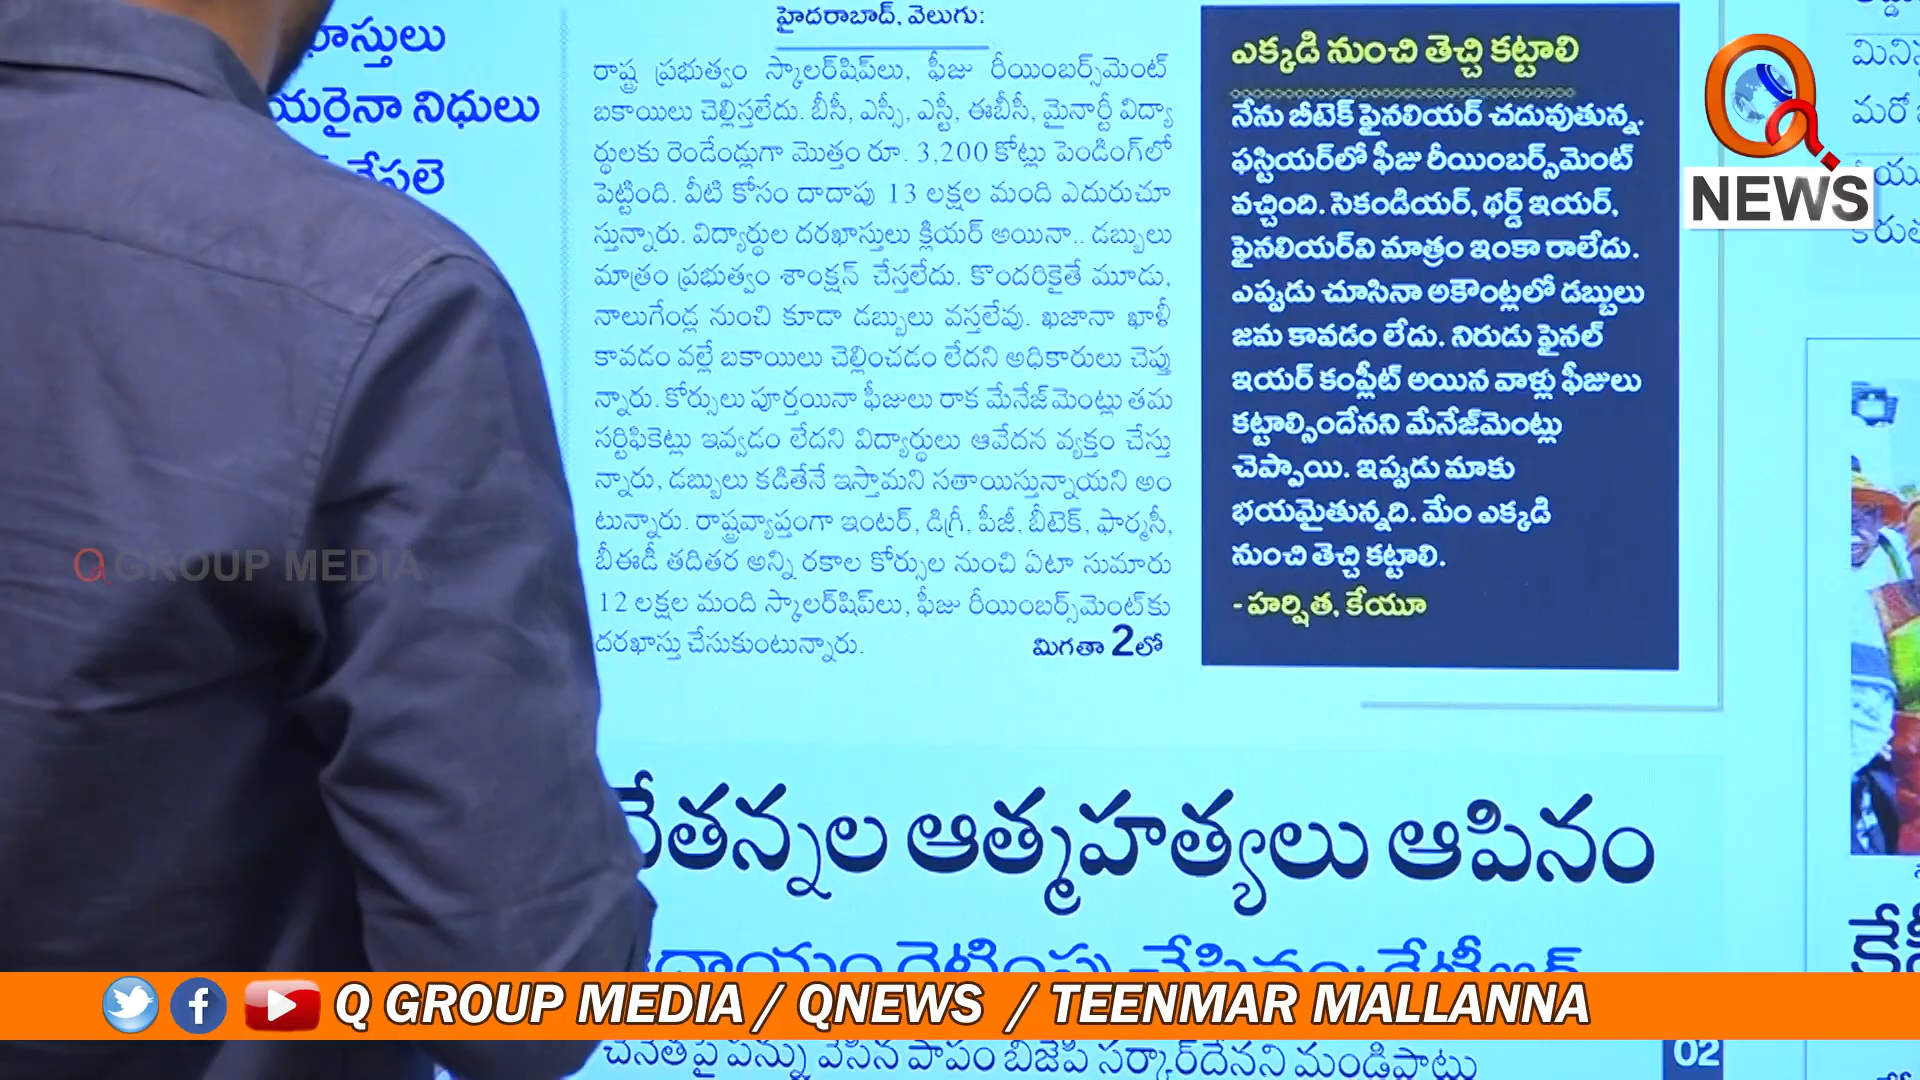 నిధులు
హైదరాబాద్, వెలుగు:
రాష్ట్ర ప్రభుత్వం స్కాలర్‌షిప్‌లు, ఫీజు రీయింబర్స్‌మెంట్
బకాయిలు చెల్లిస్తలేదు. బీసీ, ఎస్సీ, ఎస్టీ, ఈబీసీ, మైనార్టీ విద్యా
ర్థులకు రెండేండ్లుగా మొత్తం రూ. 3,200 కోట్లు పెండింగ్‌లో
పెట్టింది. వీటి కోసం దాదాపు 13 లక్షల మంది ఎదురుచూ
స్తున్నారు. విద్యార్థుల దరఖాస్తులు క్లియర్ అయినా.. డబ్బులు
మాత్రం ప్రభుత్వం శాంక్షన్ చేస్తలేదు. కొందరికైతే మూడు,
నాలుగేండ్ల నుంచి కూడా డబ్బులు వస్తలేవు. ఖజానా ఖాళీ
కావడం వల్లే బకాయిలు చెల్లించడం లేదని అధికారులు చెప్తు
న్నారు. కోర్సులు పూర్తయినా ఫీజులు రాక మేనేజ్‌మెంట్లు తమ
సర్టిఫికెట్లు ఇవ్వడం లేదని విద్యార్థులు ఆవేదన వ్యక్తం చేస్తు
న్నారు, డబ్బులు కడితేనే ఇస్తామని సతాయిస్తున్నాయని అం
టున్నారు. రాష్ట్రవ్యాప్తంగా ఇంటర్, డిగ్రీ, పీజీ, బీటెక్, ఫార్మసీ,
బీఈడీ తదితర అన్ని రకాల కోర్సుల నుంచి ఏటా సుమారు
12 లక్షల మంది స్కాలర్‌షిప్‌లు, ఫీజు రీయింబర్స్‌మెంట్‌కు
దరఖాస్తు చేసుకుంటున్నారు. మిగతా 2లో
ఎక్కడి నుంచి తెచ్చి కట్టాలి
నేను బీటెక్ ఫైనలియర్ చదువుతున్న.
ఫస్టియర్‌లో ఫీజు రీయింబర్స్‌మెంట్
వచ్చింది. సెకండియర్, థర్డ్ ఇయర్,
ఫైనలియర్‌వి మాత్రం ఇంకా రాలేదు.
ఎప్పుడు చూసినా అకౌంట్లలో డబ్బులు
జమ కావడం లేదు. నిరుడు ఫైనల్
ఇయర్ కంప్లీట్ అయిన వాళ్లు ఫీజులు
కట్టాల్సిందేనని మేనేజ్‌మెంట్లు
చెప్పాయి. ఇప్పుడు మాకు
భయమైతున్నది. మేం ఎక్కడి
నుంచి తెచ్చి కట్టాలి.
- హర్షిత, కేయూ
Q
NEWS
Q GROUP MEDIA
నేతన్నల ఆత్మహత్యలు ఆపినం
Q GROUP MEDIA / QNEWS / TEENMAR MALLANNA
చేనేతపై పన్ను వేసిన పాపం బీజేపీ సర్కార్‌దేనని మండిపాటు
02